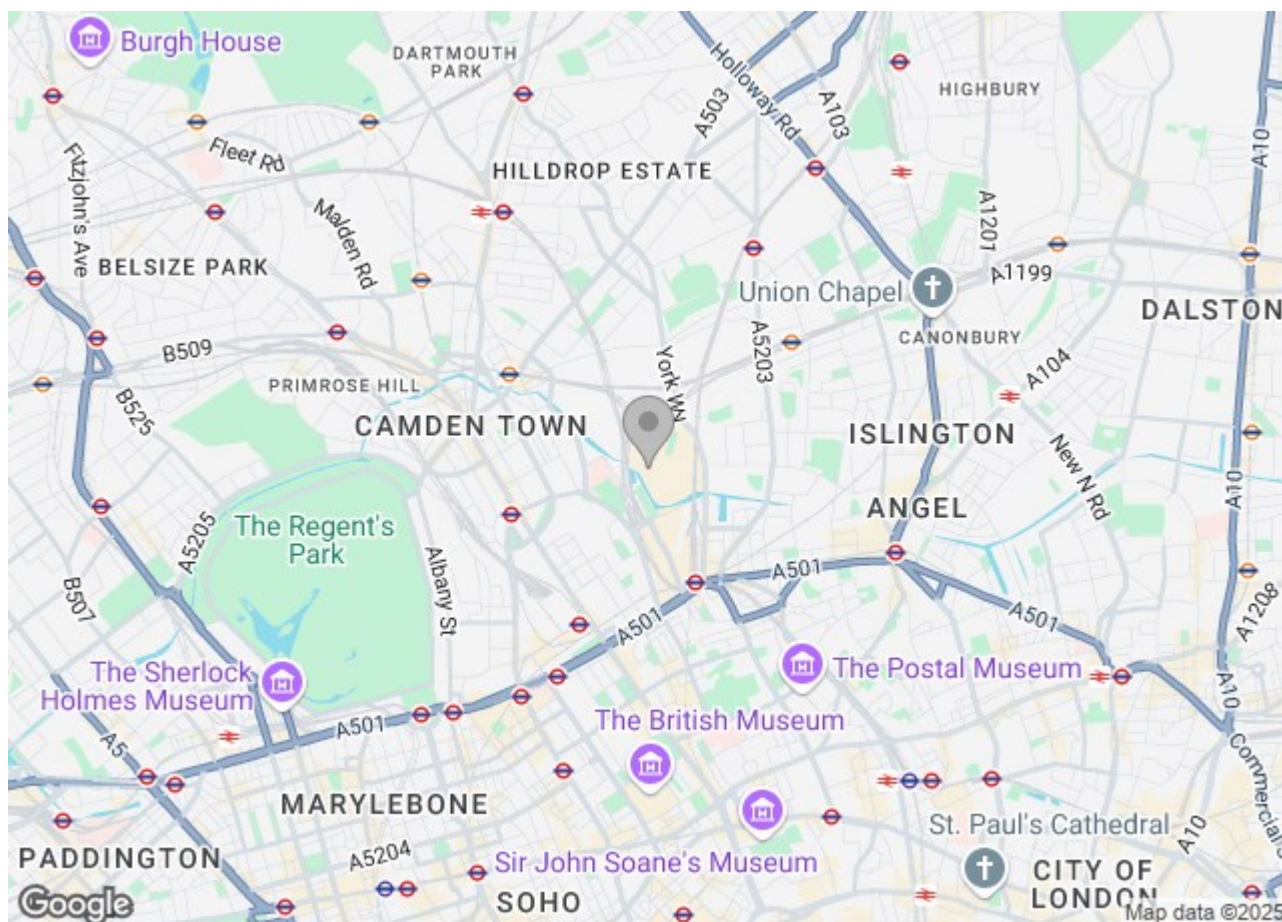 Burgh House
DARTMOUTH
PARK
Holloway Rd
A503
A103
HIGHBURY
A10
Fleet Rd
Fitzjohn's Ave
Malden Rd
HILLDROP ESTATE
A1201
BELSIZE PARK
A1199
Union Chapel
DALSTON
A5203
CANONBURY
B509
York Wy
A104
PRIMROSE HILL
B525
CAMDEN TOWN
ISLINGTON
New N Rd
A10
ANGEL
The Regent's
Park
A5205
Albany St
B507
A501
A501
A1208
A501
The Sherlock
Holmes Museum
The Postal Museum
A10
A501
The British Museum
A5
Commercial
MARYLEBONE
St. Paul's Cathedral
A10
PADDINGTON
A5204
Sir John Soane's Museum
CITY OF
LONDON
SOHO
Google
Map data ©2025